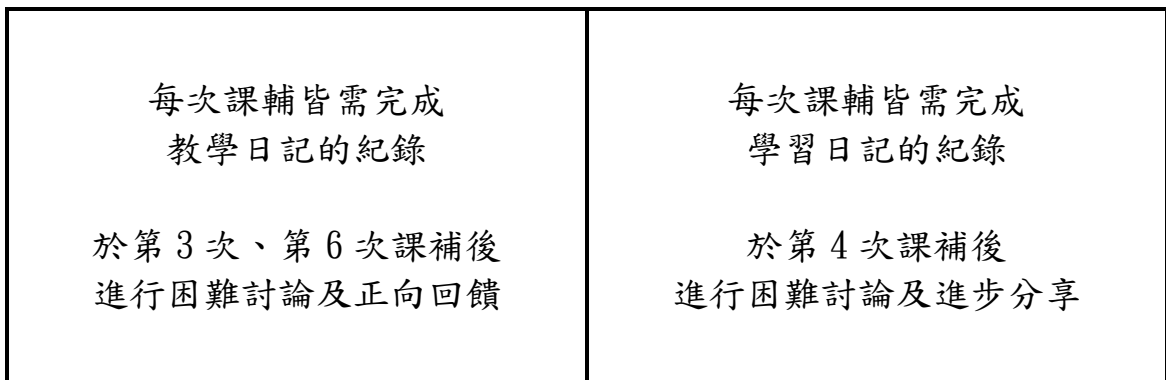 每次課輔皆需完成
教學日記的紀錄
於第 3 次、第 6 次課補後
進行困難討論及正向回饋
每次課輔皆需完成
學習日記的紀錄
於第 4 次課補後
進行困難討論及進步分享